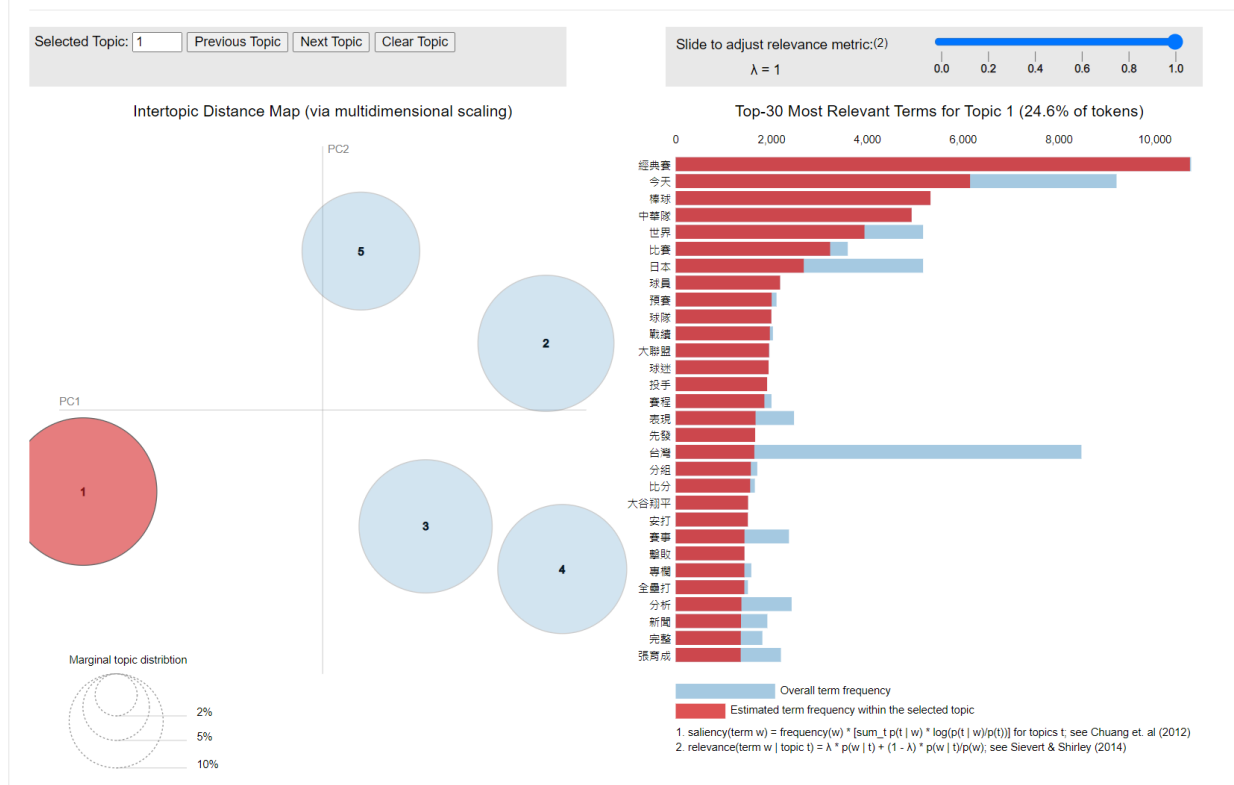 Selected Topic: 1 Previous Topic Next Topic Clear Topic
Slide to adjust relevance metric:(2)
λ = 1
0.0 0.2 0.4 0.6 0.8 1.0
Intertopic Distance Map (via multidimensional scaling)
PC2
PC1
5
2
1
3
4
Marginal topic distribtion
2%
5%
10%
Top-30 Most Relevant Terms for Topic 1 (24.6% of tokens)
0 2,000 4,000 6,000 8,000 10,000
經典賽
今天
棒球
中華隊
世界
比賽
日本
球員
預賽
球隊
戰績
大聯盟
球迷
投手
賽程
表現
先發
台灣
分組
比分
大谷翔平
安打
賽事
擊敗
專欄
全壘打
分析
新聞
完整
張育成
Overall term frequency
Estimated term frequency within the selected topic
1. saliency(term w) = frequency(w) * [sum_t p(t | w) * log(p(t | w)/p(t))] for topics t; see Chuang et. al (2012)
2. relevance(term w | topic t) = λ * p(w | t) + (1 - λ) * p(w | t)/p(w); see Sievert & Shirley (2014)